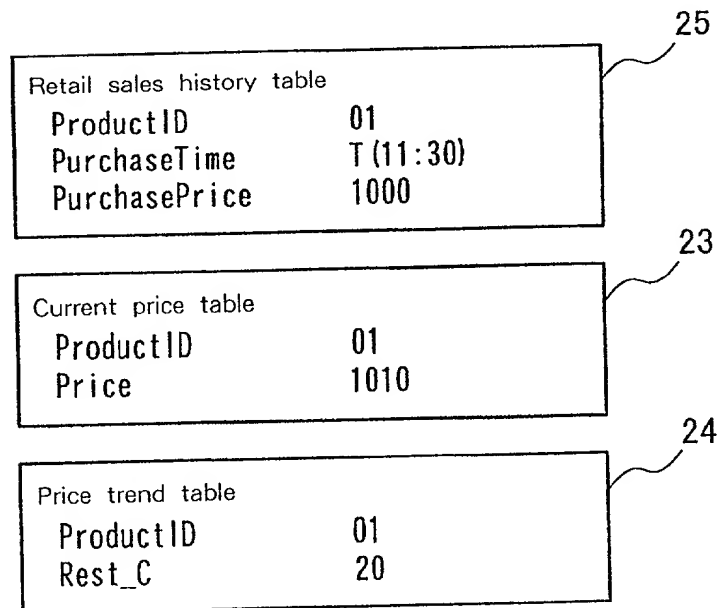 25
Retail sales history table
ProductID 01
PurchaseTime T(11:30)
PurchasePrice 1000
23
Current price table
ProductID 01
Price 1010
24
Price trend table
ProductID 01
Rest_C 20